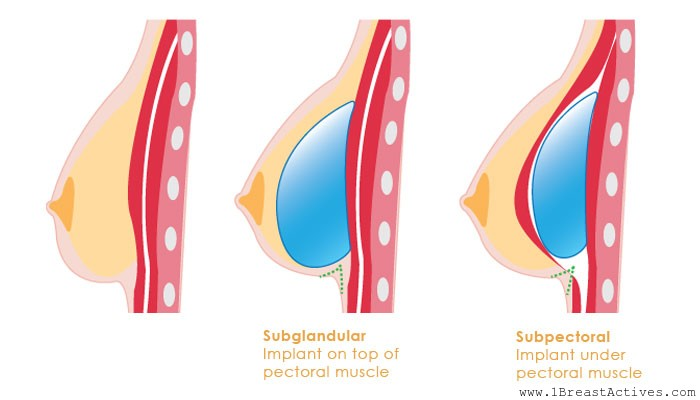 Subglandular
Implant on top of
pectoral muscle
Subpectoral
Implant under
pectoral muscle
www.1BreastActives.com